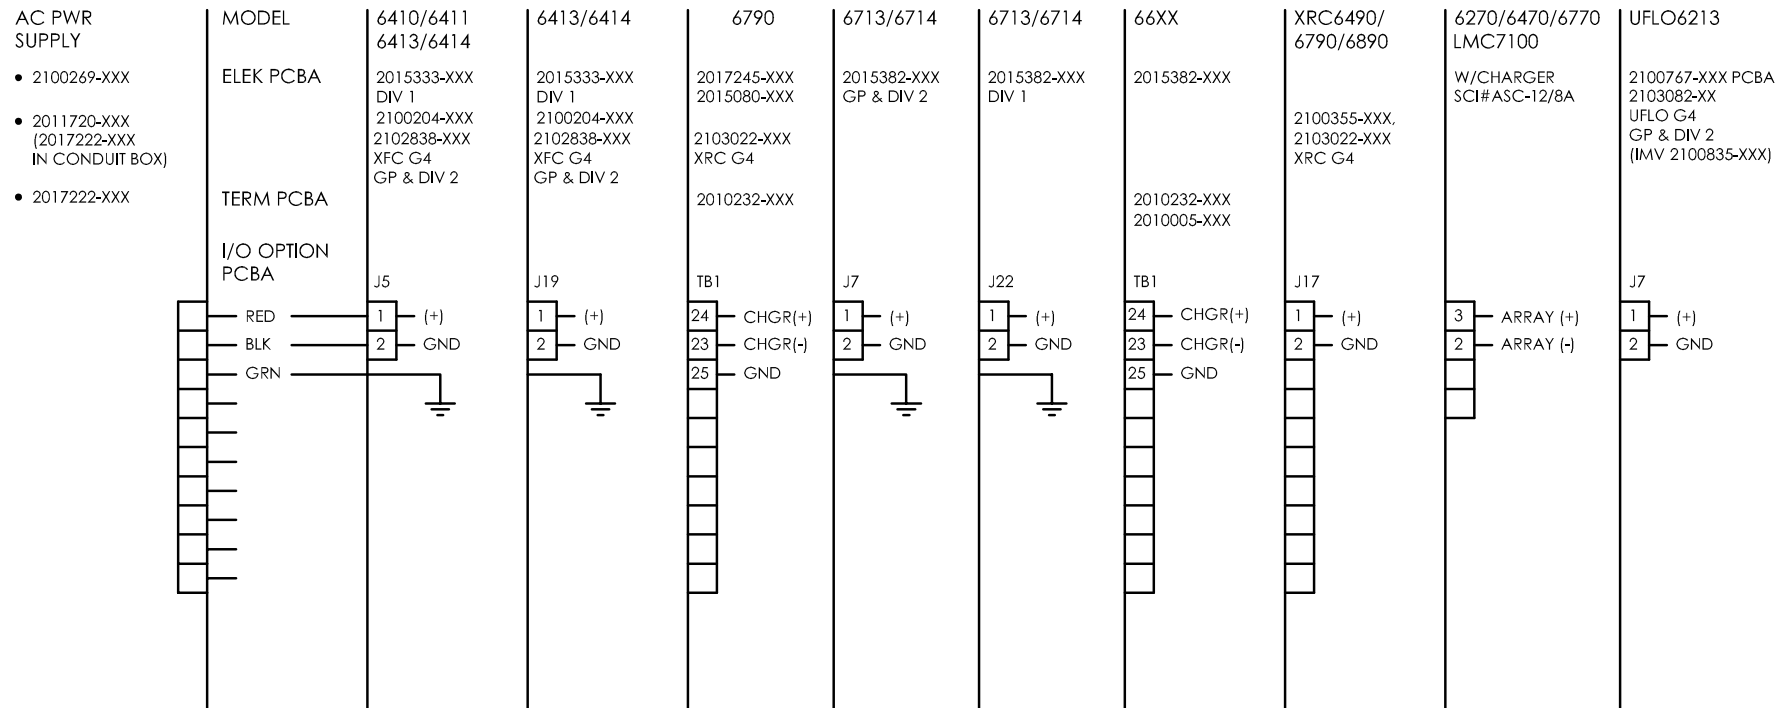 AC PWR
SUPPLY
• 2100269-XXX
• 2011720-XXX
(2017222-XXX
IN CONDUIT BOX)
• 2017222-XXX
MODEL
ELEK PCBA
TERM PCBA
I/O OPTION
PCBA
RED
BLK
GRN
6410/6411
6413/6414
2015333-XXX
DIV 1
2100204-XXX
2102838-XXX
XFC G4
GP & DIV 2
J5
1 (+)
2 GND
6413/6414
2015333-XXX
DIV 1
2100204-XXX
2102838-XXX
XFC G4
GP & DIV 2
J19
1 (+)
2 GND
6790
2017245-XXX
2015080-XXX
2103022-XXX
XRC G4
2010232-XXX
TB1
24 CHGR(+)
23 CHGR(-)
25 GND
6713/6714
2015382-XXX
GP & DIV 2
J7
1 (+)
2 GND
6713/6714
2015382-XXX
DIV 1
J22
1 (+)
2 GND
66XX
2015382-XXX
2010232-XXX
2010005-XXX
TB1
24 CHGR(+)
23 CHGR(-)
25 GND
XRC6490/
6790/6890
2100355-XXX,
2103022-XXX
XRC G4
J17
1 (+)
2 GND
6270/6470/6770
LMC7100
W/CHARGER
SCI#ASC-12/8A
3 ARRAY (+)
2 ARRAY (-)
UFLO6213
2100767-XXX PCBA
2103082-XX
UFLO G4
GP & DIV 2
(IMV 2100835-XXX)
J7
1 (+)
2 GND